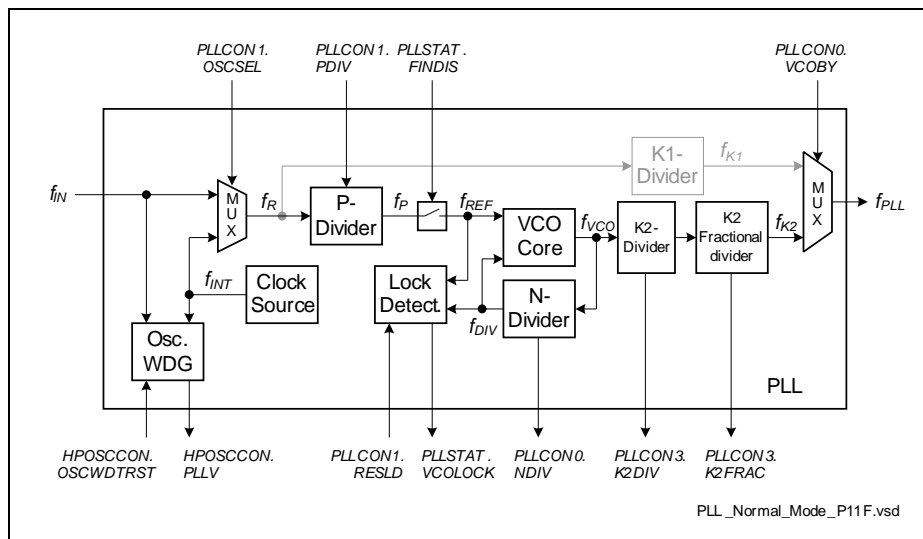 PLLCON1.
OSCSEL
PLLCON1.
PDIV
PLLSTAT.
FINDIS
PLLCON0.
VCOBY
fIN
MUX
fR
P-
Divider
fP
fREF
VCO
Core
fVCO
K2-
Divider
K2
Fractional
divider
fK2
K1-
Divider
fK1
MUX
fPLL
fINT
Clock
Source
Lock
Detect.
fDIV
N-
Divider
Osc.
WDG
PLL
HPOSCCON.
OSCWDTRST
HPOSCCON.
PLLV
PLLCON1.
RESLD
PLLSTAT.
VCOLOCK
PLLCON0.
NDIV
PLLCON3.
K2DIV
PLLCON3.
K2FRAC
PLL_Normal_Mode_P11F.vsd